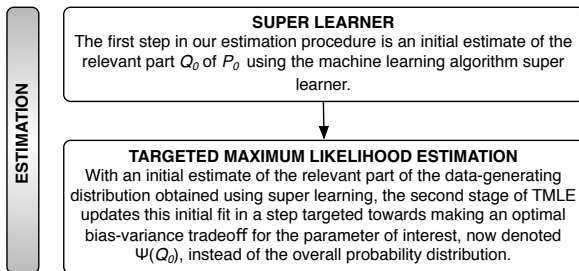 ESTIMATION
SUPER LEARNER
The first step in our estimation procedure is an initial estimate of the
relevant part Q₀ of P₀ using the machine learning algorithm super
learner.
TARGETED MAXIMUM LIKELIHOOD ESTIMATION
With an initial estimate of the relevant part of the data-generating
distribution obtained using super learning, the second stage of TMLE
updates this initial fit in a step targeted towards making an optimal
bias-variance tradeoff for the parameter of interest, now denoted
Ψ(Q₀), instead of the overall probability distribution.